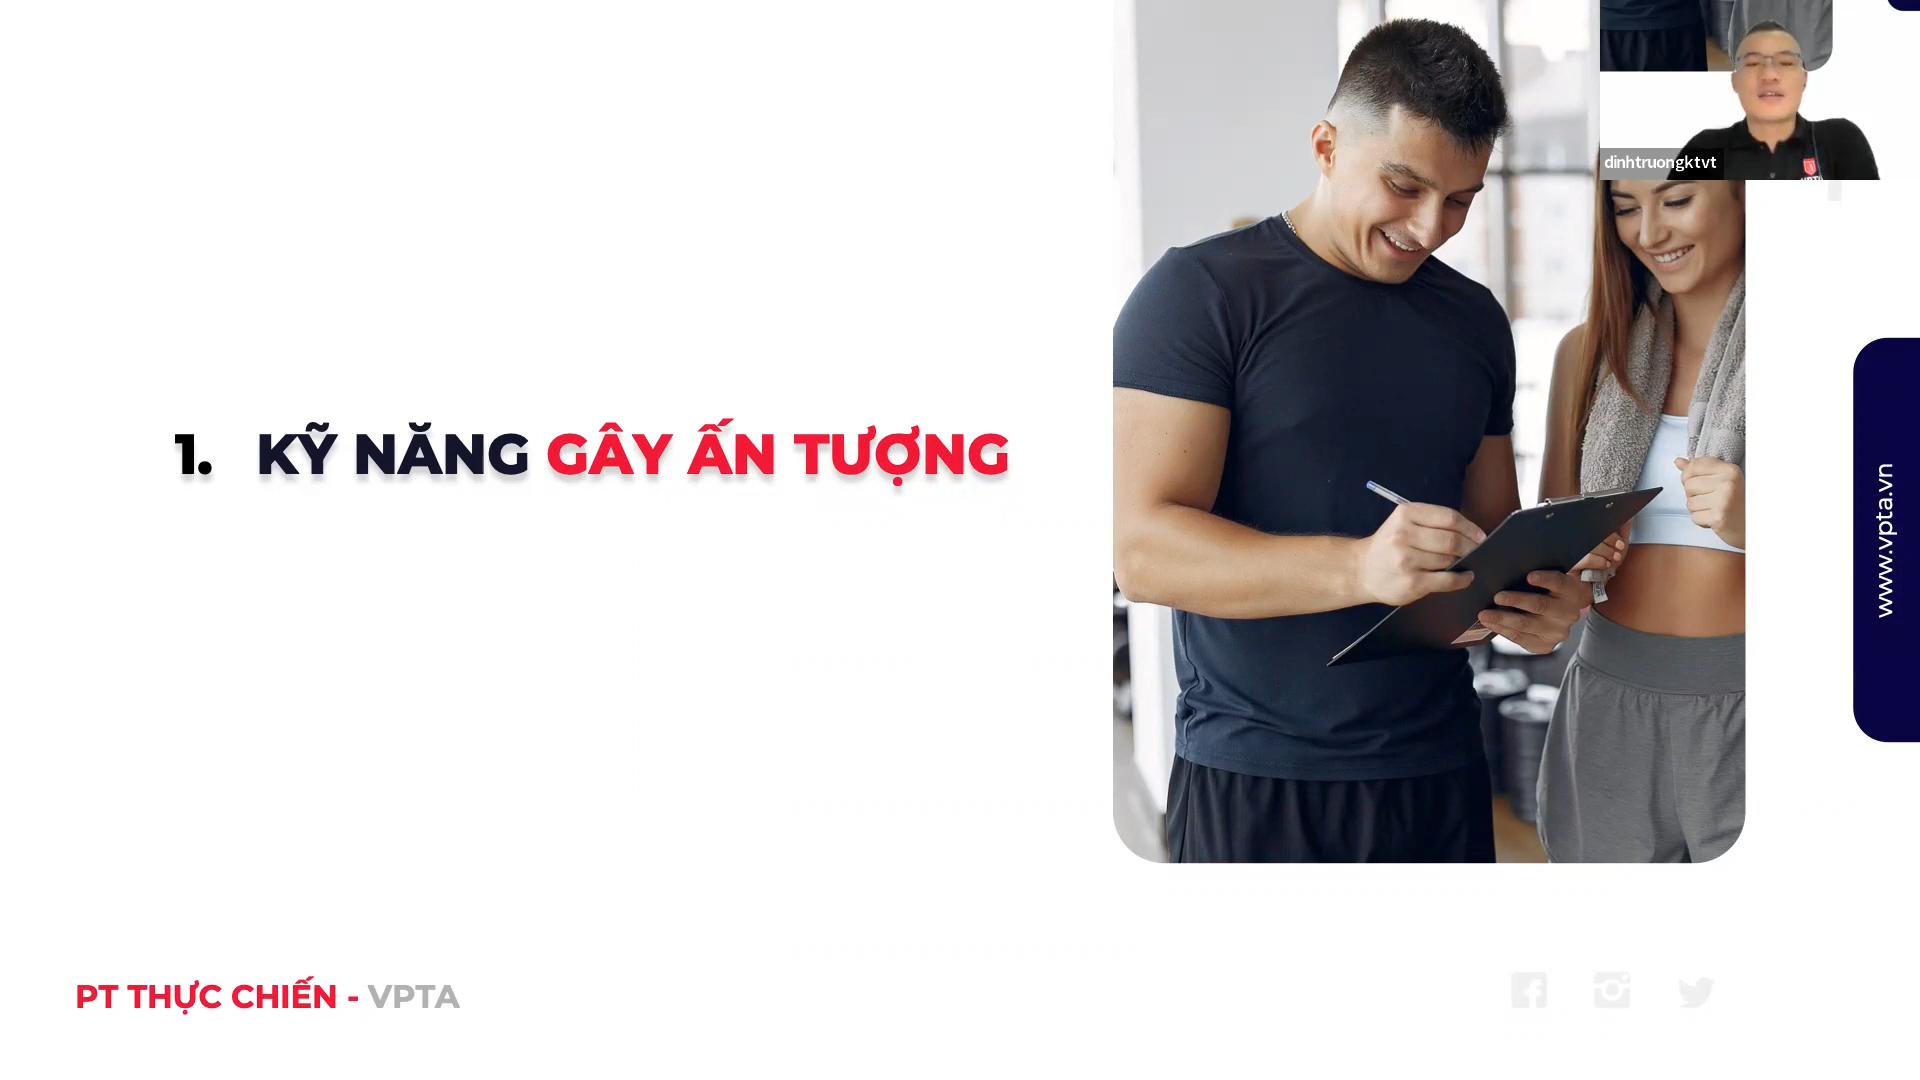 dinhtruongktvt
1. KỸ NĂNG GÂY ẤN TƯỢNG
www.vpta.vn
PT THỰC CHIẾN - VPTA